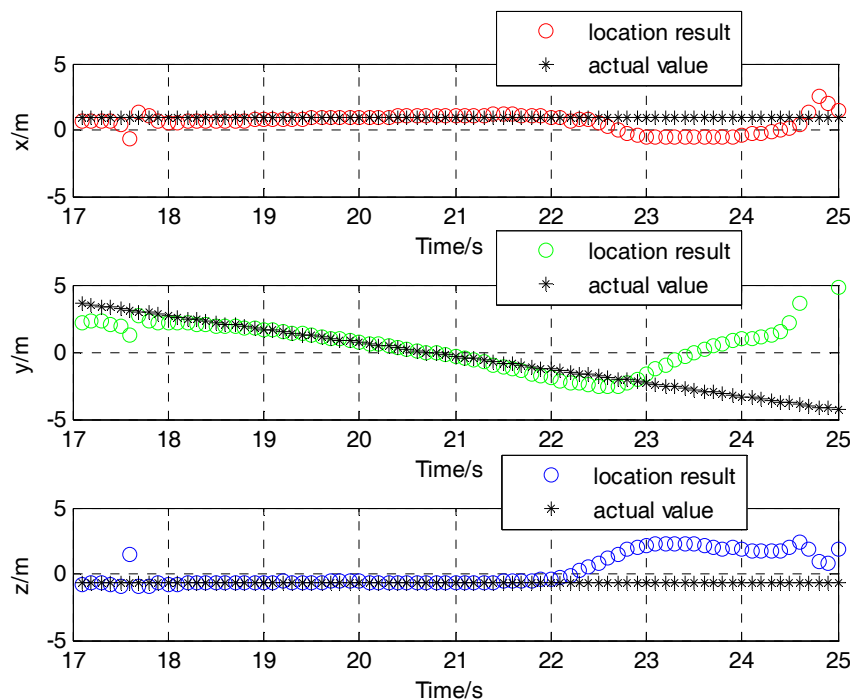 location result
actual value
5
0
-5
x/m
17 18 19 20 21 22 23 24 25
Time/s
location result
actual value
5
0
-5
y/m
17 18 19 20 21 22 23 24 25
Time/s
location result
actual value
5
0
-5
z/m
17 18 19 20 21 22 23 24 25
Time/s